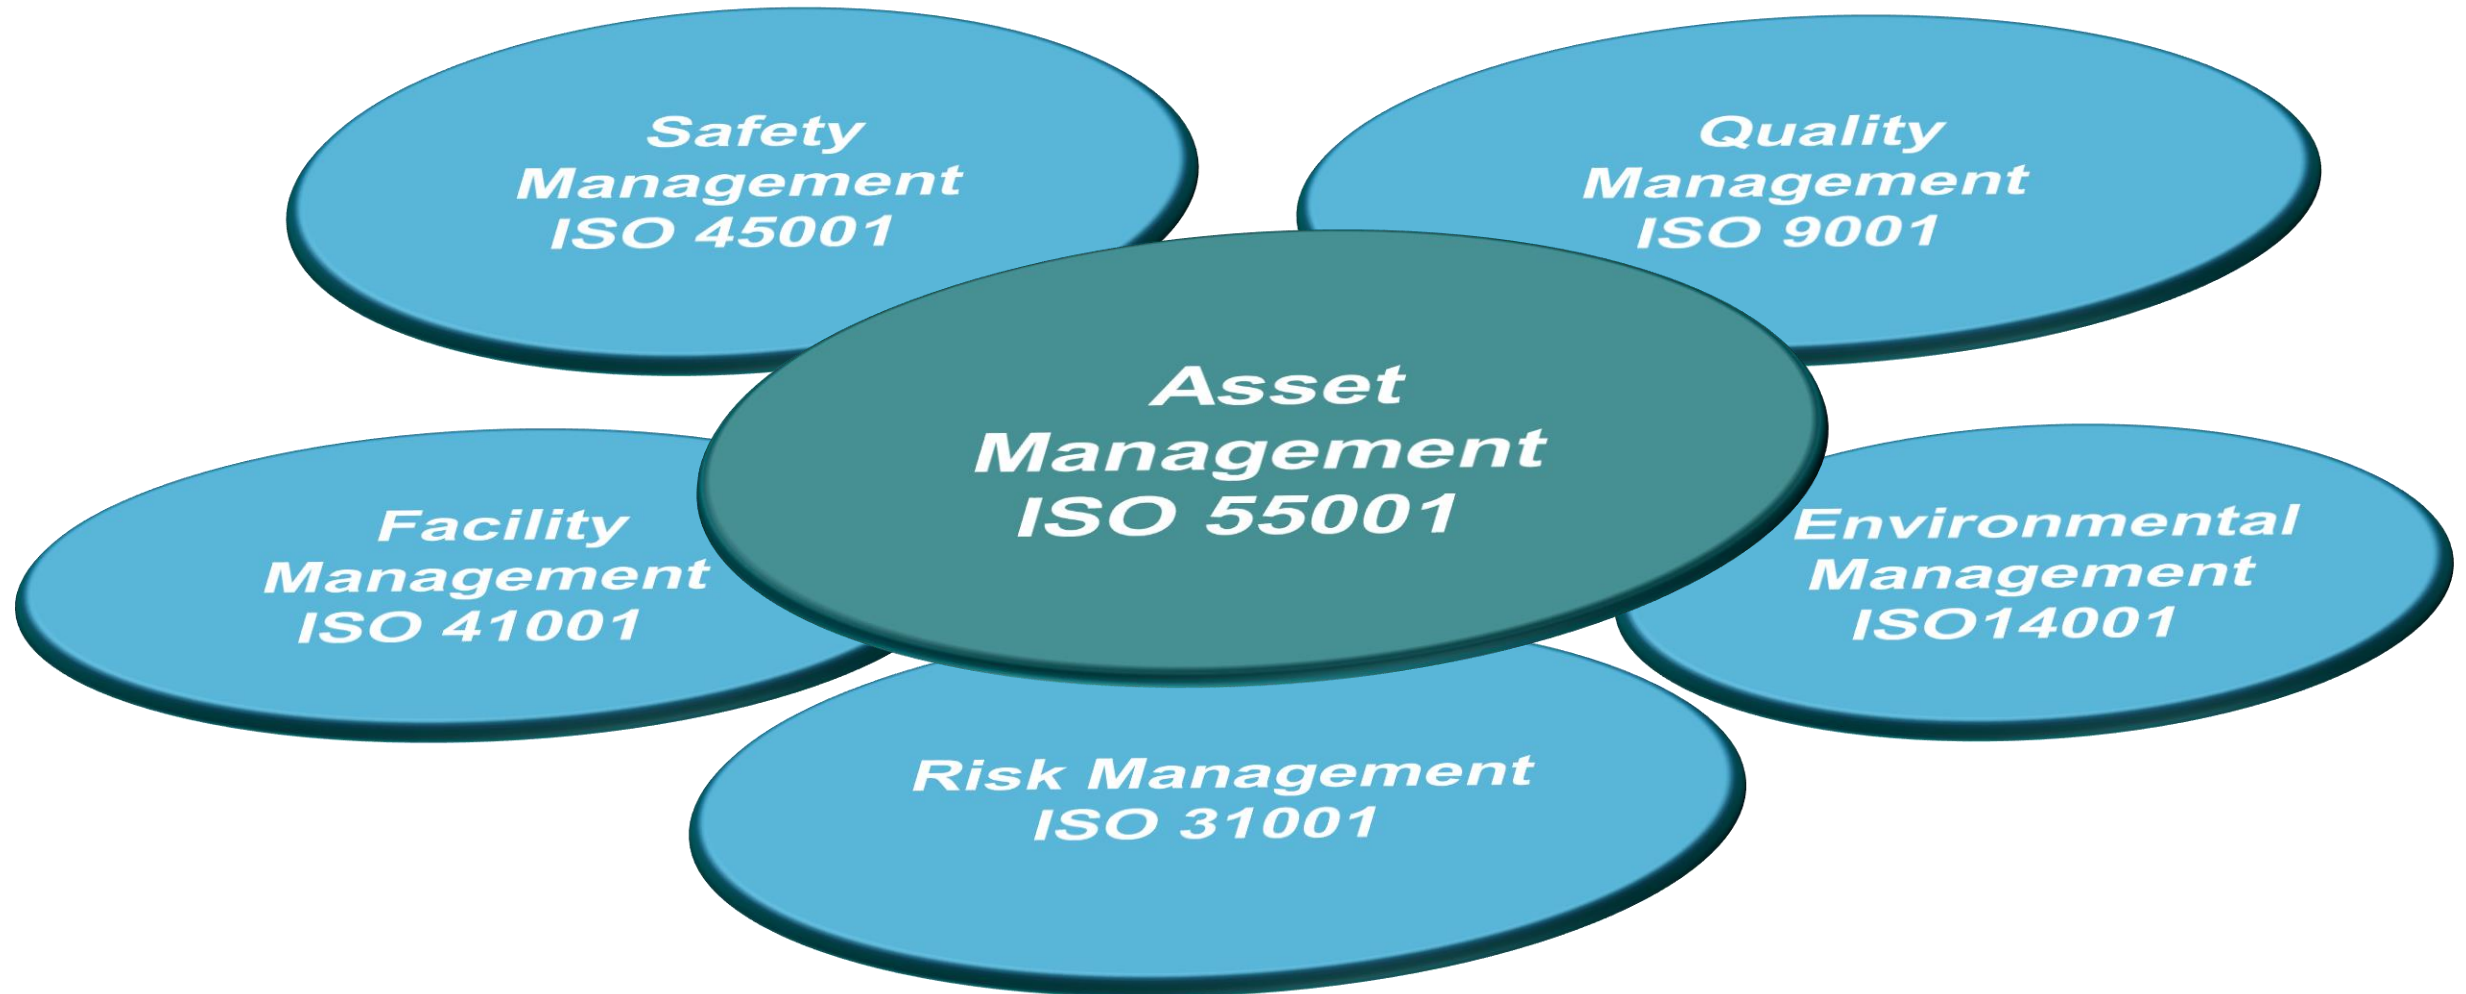 Safety
Management
ISO 45001
Quality
Management
ISO 9001
Asset
Management
ISO 55001
Facility
Management
ISO 41001
Environmental
Management
ISO14001
Risk Management
ISO 31001